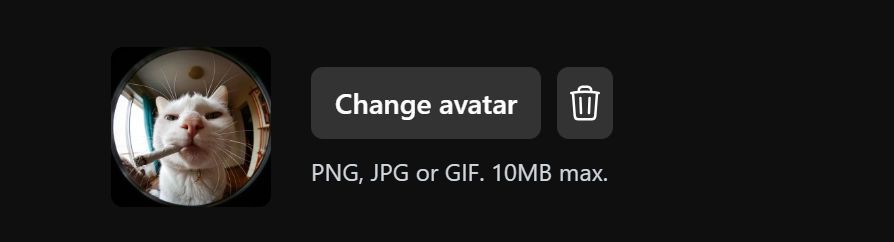 Change avatar
PNG, JPG or GIF. 10MB max.